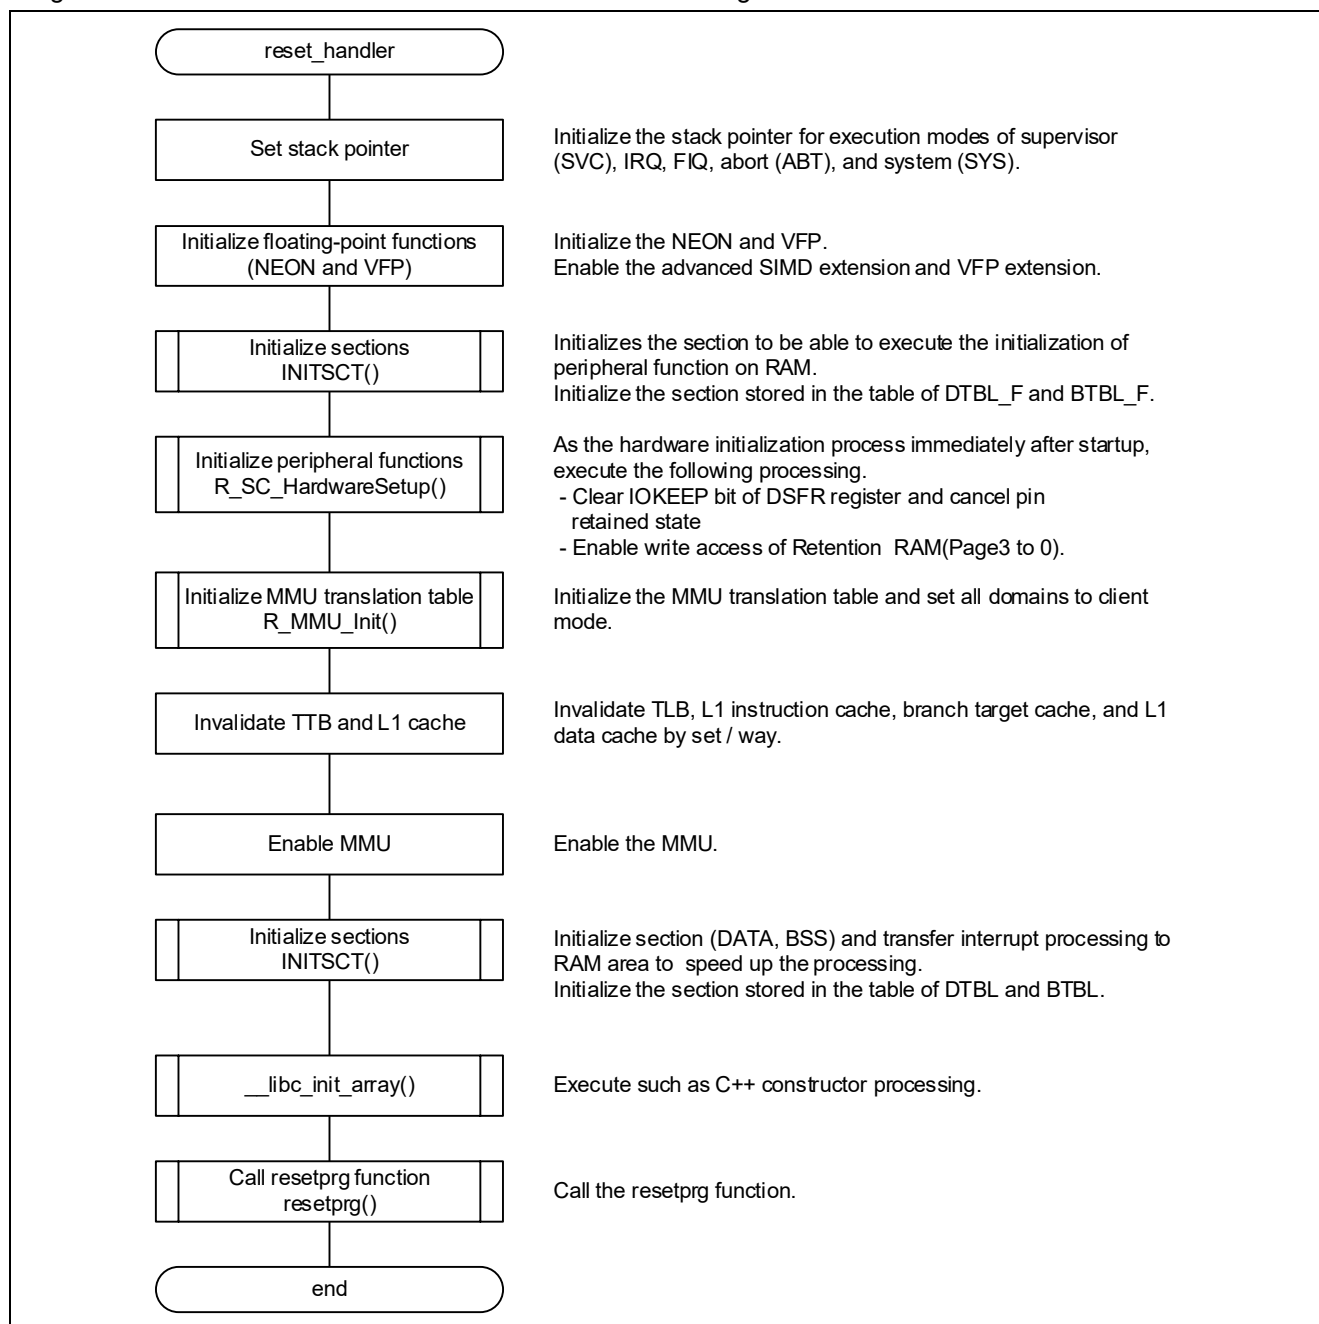 reset_handler
Set stack pointer
Initialize the stack pointer for execution modes of supervisor
(SVC), IRQ, FIQ, abort (ABT), and system (SYS).
Initialize floating-point functions
(NEON and VFP)
Initialize the NEON and VFP.
Enable the advanced SIMD extension and VFP extension.
Initialize sections
INITSCT()
Initializes the section to be able to execute the initialization of
peripheral function on RAM.
Initialize the section stored in the table of DTBL_F and BTBL_F.
Initialize peripheral functions
R_SC_HardwareSetup()
As the hardware initialization process immediately after startup,
execute the following processing.
- Clear IOKEEP bit of DSFR register and cancel pin
retained state
- Enable write access of Retention RAM(Page3 to 0).
Initialize MMU translation table
R_MMU_Init()
Initialize the MMU translation table and set all domains to client
mode.
Invalidate TTB and L1 cache
Invalidate TLB, L1 instruction cache, branch target cache, and L1
data cache by set / way.
Enable MMU
Enable the MMU.
Initialize sections
INITSCT()
Initialize section (DATA, BSS) and transfer interrupt processing to
RAM area to speed up the processing.
Initialize the section stored in the table of DTBL and BTBL.
__libc_init_array()
Execute such as C++ constructor processing.
Call resetprg function
resetprg()
Call the resetprg function.
end